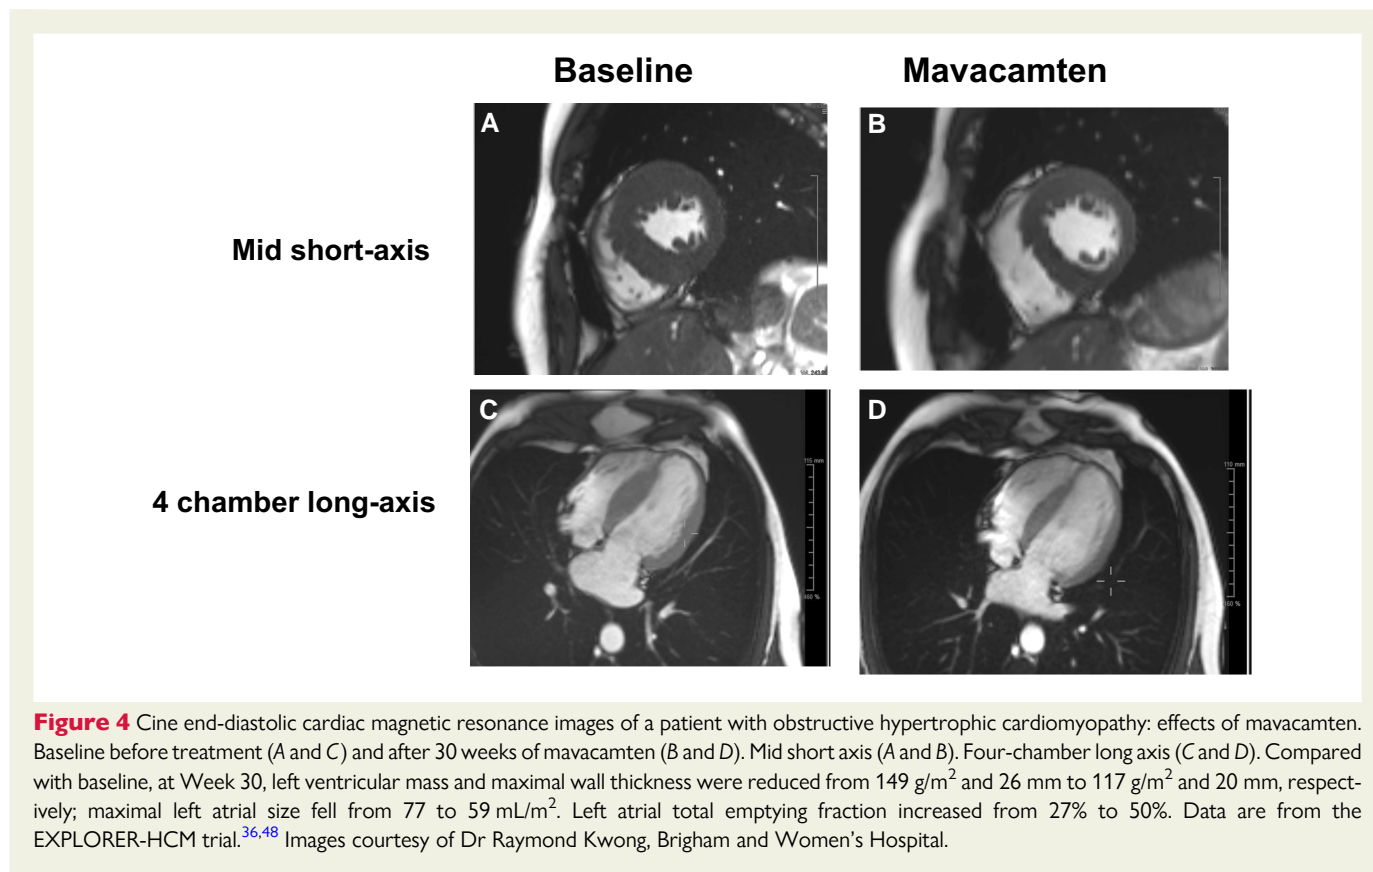 Baseline
Mavacamten
A
B
Mid short-axis
C
D
115 mm
110 mm
4 chamber long-axis
Figure 4 Cine end-diastolic cardiac magnetic resonance images of a patient with obstructive hypertrophic cardiomyopathy: effects of mavacamten.
Baseline before treatment (A and C) and after 30 weeks of mavacamten (B and D). Mid short axis (A and B). Four-chamber long axis (C and D). Compared
with baseline, at Week 30, left ventricular mass and maximal wall thickness were reduced from 149 g/m² and 26 mm to 117 g/m² and 20 mm, respect-
ively; maximal left atrial size fell from 77 to 59 mL/m². Left atrial total emptying fraction increased from 27% to 50%. Data are from the
EXPLORER-HCM trial.36,48 Images courtesy of Dr Raymond Kwong, Brigham and Women's Hospital.